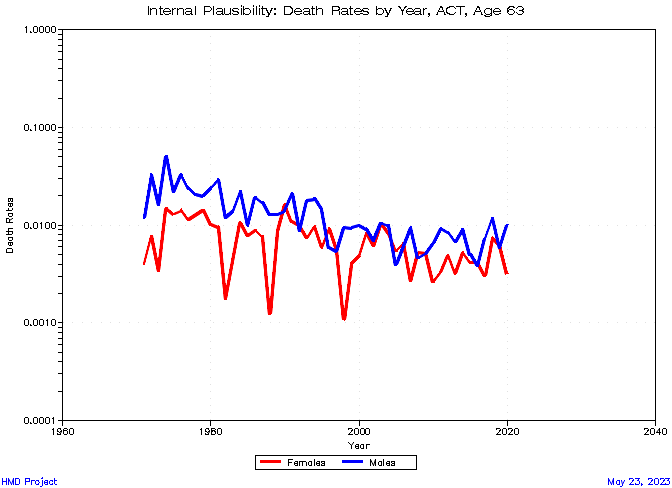 Internal Plausibility: Death Rates by Year, ACT, Age 63
1.0000
0.1000
0.0100
0.0010
0.0001
Death Rates
1960
1980
2000
2020
2040
Year
Females
Males
HMD Project
May 23, 2023